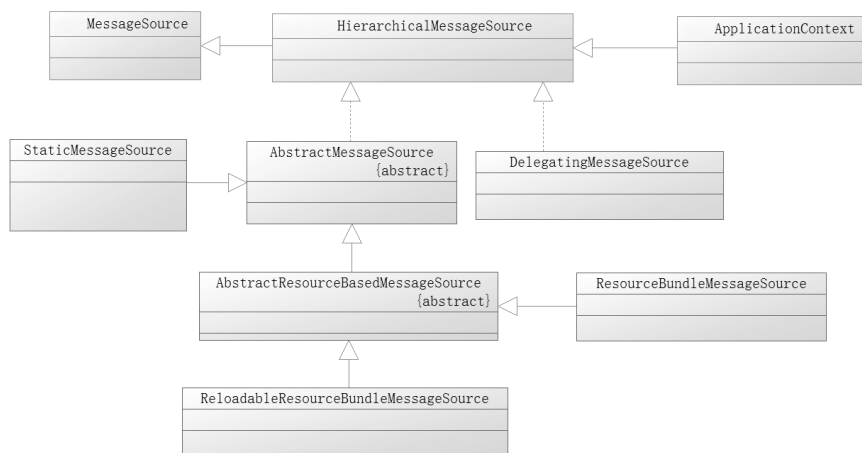 MessageSource
HierarchicalMessageSource
ApplicationContext
StaticMessageSource
AbstractMessageSource
{abstract}
DelegatingMessageSource
AbstractResourceBasedMessageSource
{abstract}
ResourceBundleMessageSource
ReloadableResourceBundleMessageSource